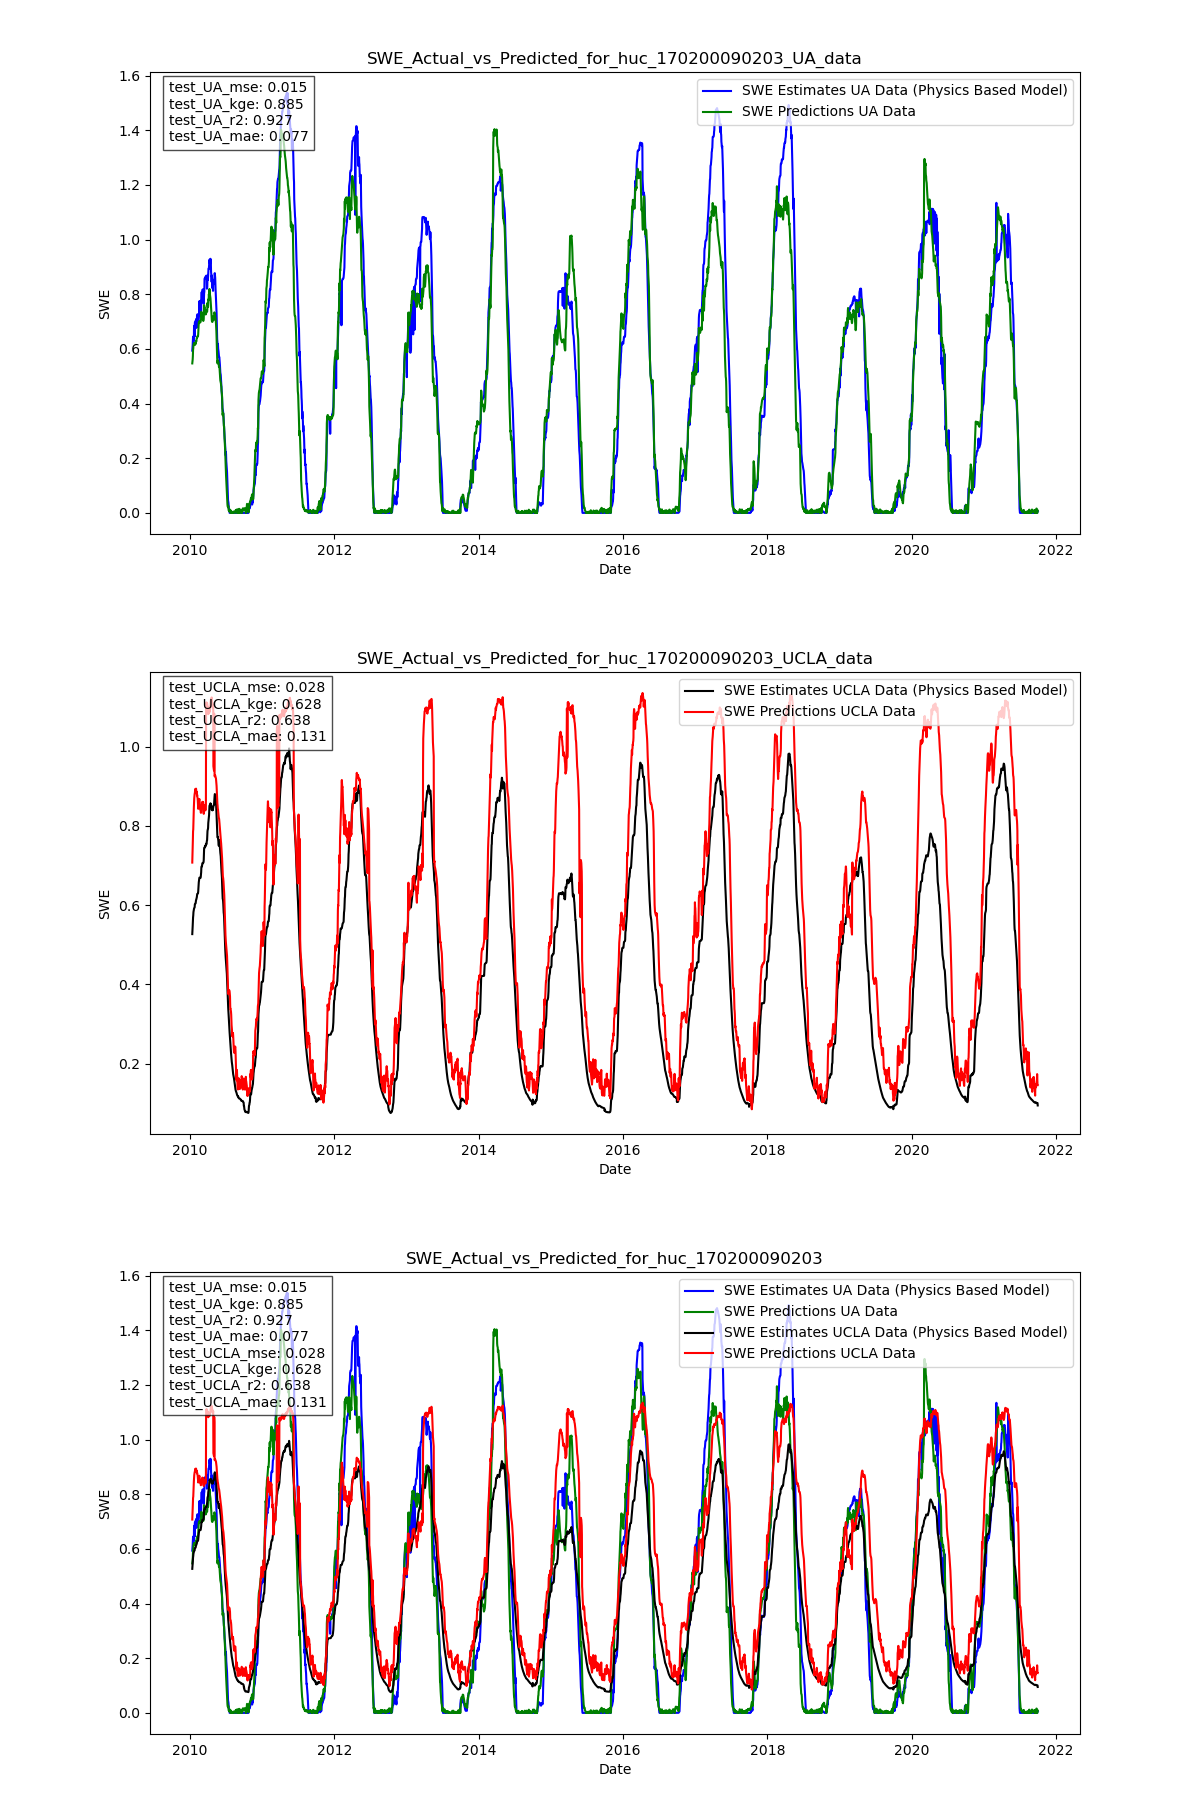 SWE_Actual_vs_Predicted_for_huc_170200090203_UA_data
test_UA_mse: 0.015
test_UA_kge: 0.885
test_UA_r2: 0.927
test_UA_mae: 0.077
SWE Estimates UA Data (Physics Based Model)
SWE Predictions UA Data
1.6
1.4
1.2
1.0
0.8
0.6
0.4
0.2
0.0
SWE
2010 2012 2014 2016 2018 2020 2022
Date
SWE_Actual_vs_Predicted_for_huc_170200090203_UCLA_data
test_UCLA_mse: 0.028
test_UCLA_kge: 0.628
test_UCLA_r2: 0.638
test_UCLA_mae: 0.131
SWE Estimates UCLA Data (Physics Based Model)
SWE Predictions UCLA Data
1.0
0.8
0.6
0.4
0.2
SWE
2010 2012 2014 2016 2018 2020 2022
Date
SWE_Actual_vs_Predicted_for_huc_170200090203
test_UA_mse: 0.015
test_UA_kge: 0.885
test_UA_r2: 0.927
test_UA_mae: 0.077
test_UCLA_mse: 0.028
test_UCLA_kge: 0.628
test_UCLA_r2: 0.638
test_UCLA_mae: 0.131
SWE Estimates UA Data (Physics Based Model)
SWE Predictions UA Data
SWE Estimates UCLA Data (Physics Based Model)
SWE Predictions UCLA Data
1.6
1.4
1.2
1.0
0.8
0.6
0.4
0.2
0.0
SWE
2010 2012 2014 2016 2018 2020 2022
Date